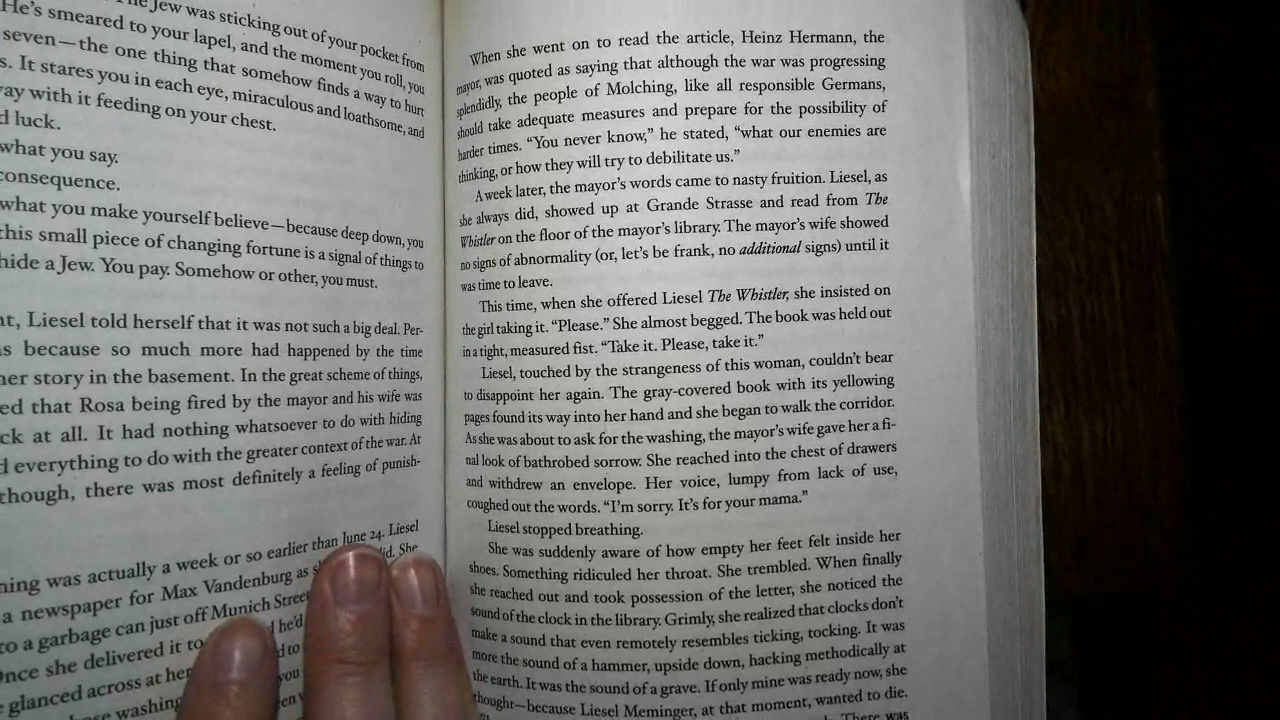 The Jew was sticking out of your pocket from
He's smeared to your lapel, and the moment you roll, you
seven—the one thing that somehow finds a way to hurt
s. It stares you in each eye, miraculous and loathsome, and
way with it feeding on your chest.
d luck.
what you say.
consequence.
what you make yourself believe—because deep down, you
this small piece of changing fortune is a signal of things to
hide a Jew. You pay. Somehow or other, you must.
nt, Liesel told herself that it was not such a big deal. Per-
s because so much more had happened by the time
her story in the basement. In the great scheme of things,
ed that Rosa being fired by the mayor and his wife was
ck at all. It had nothing whatsoever to do with hiding
d everything to do with the greater context of the war. At
though, there was most definitely a feeling of punish-
ning was actually a week or so earlier than June 24. Liesel
a newspaper for Max Vandenburg as did. She
to a garbage can just off Munich Street
Once she delivered it to he'd
glanced across at her to
washing you
When she went on to read the article, Heinz Hermann, the
mayor, was quoted as saying that although the war was progressing
splendidly, the people of Molching, like all responsible Germans,
should take adequate measures and prepare for the possibility of
harder times. “You never know,” he stated, “what our enemies are
thinking, or how they will try to debilitate us.”
A week later, the mayor's words came to nasty fruition. Liesel, as
she always did, showed up at Grande Strasse and read from The
Whistler on the floor of the mayor's library. The mayor's wife showed
no signs of abnormality (or, let's be frank, no additional signs) until it
was time to leave.
This time, when she offered Liesel The Whistler, she insisted on
the girl taking it. “Please.” She almost begged. The book was held out
in a tight, measured fist. “Take it. Please, take it.”
Liesel, touched by the strangeness of this woman, couldn't bear
to disappoint her again. The gray-covered book with its yellowing
pages found its way into her hand and she began to walk the corridor.
As she was about to ask for the washing, the mayor's wife gave her a fi-
nal look of bathrobed sorrow. She reached into the chest of drawers
and withdrew an envelope. Her voice, lumpy from lack of use,
coughed out the words. “I'm sorry. It's for your mama.”
Liesel stopped breathing.
She was suddenly aware of how empty her feet felt inside her
shoes. Something ridiculed her throat. She trembled. When finally
she reached out and took possession of the letter, she noticed the
sound of the clock in the library. Grimly, she realized that clocks don't
make a sound that even remotely resembles ticking, tocking. It was
more the sound of a hammer, upside down, hacking methodically at
the earth. It was the sound of a grave. If only mine was ready now, she
thought—because Liesel Meminger, at that moment, wanted to die.
There was